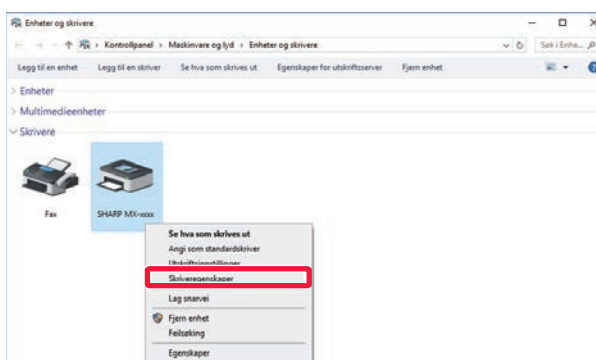 Enheter og skrivere
Kontrollpanel › Maskinvare og lyd › Enheter og skrivere
Søk i Enhe...
Legg til en enhet Legg til en skriver Se hva som skrives ut Egenskaper for utskriftsserver Fjern enhet
Enheter
Multimedieenheter
Skrivere
Fax
SHARP MX-xxxx
Se hva som skrives ut
Angi som standardskriver
Utskriftsinnstillinger
Skriveregenskaper
Lag snarvei
Fjern enhet
Feilsøking
Egenskaper